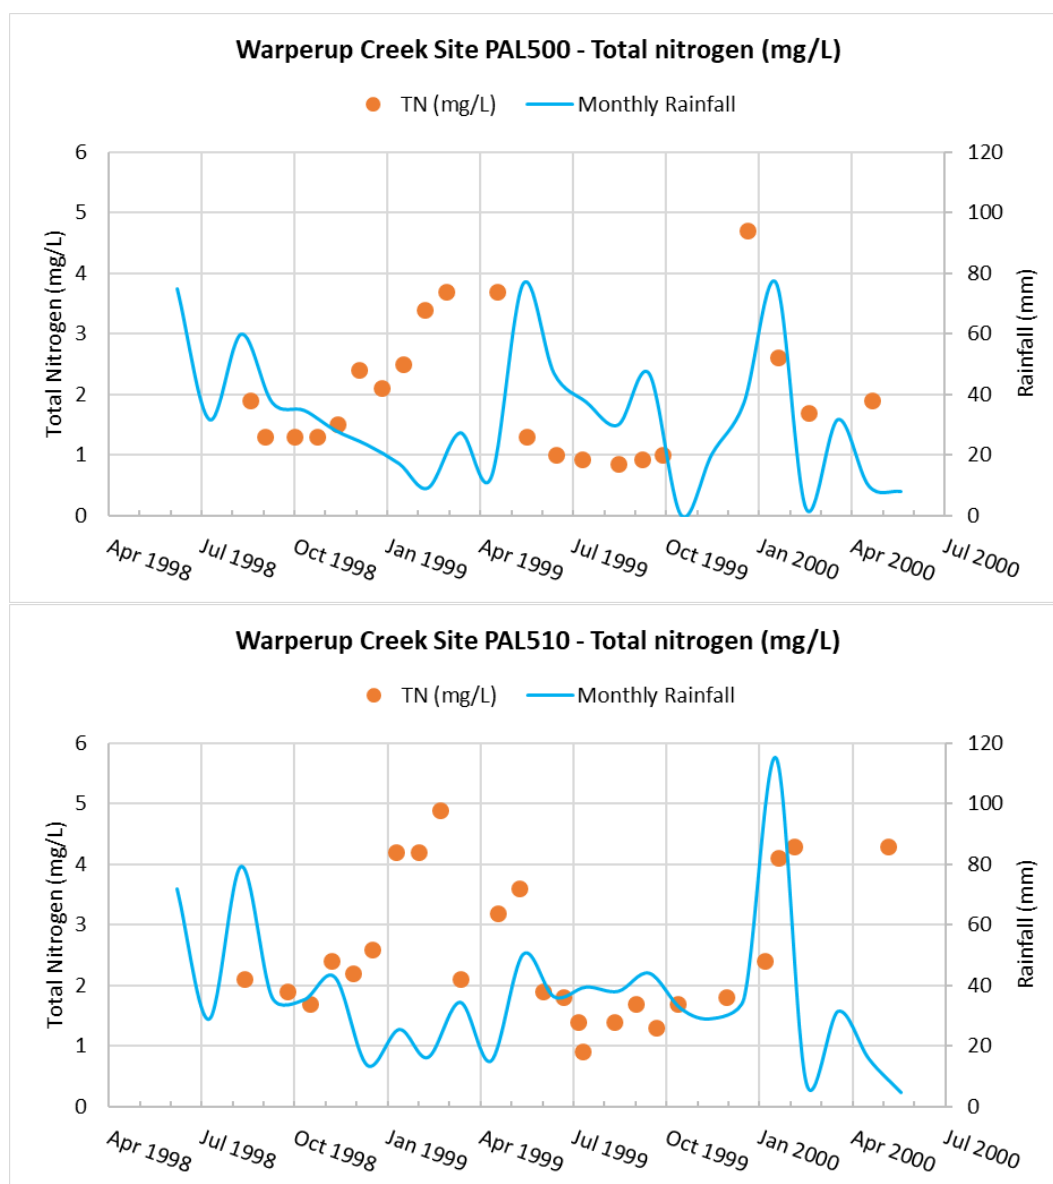 Warperup Creek Site PAL500 - Total nitrogen (mg/L)
TN (mg/L) Monthly Rainfall
Total Nitrogen (mg/L)
6
5
4
3
2
1
0
120
100
80
60
40
20
0
Rainfall (mm)
Apr 1998 Jul 1998 Oct 1998 Jan 1999 Apr 1999 Jul 1999 Oct 1999 Jan 2000 Apr 2000 Jul 2000
Warperup Creek Site PAL510 - Total nitrogen (mg/L)
TN (mg/L) Monthly Rainfall
Total Nitrogen (mg/L)
6
5
4
3
2
1
0
120
100
80
60
40
20
0
Rainfall (mm)
Apr 1998 Jul 1998 Oct 1998 Jan 1999 Apr 1999 Jul 1999 Oct 1999 Jan 2000 Apr 2000 Jul 2000